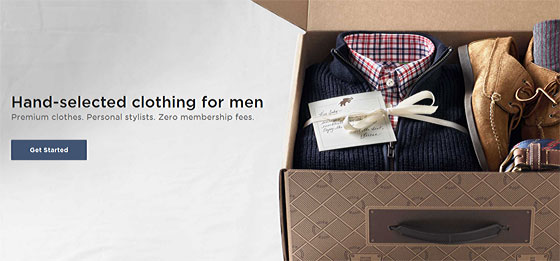 Hand-selected clothing for men
Premium clothes. Personal stylists. Zero membership fees.
Get Started